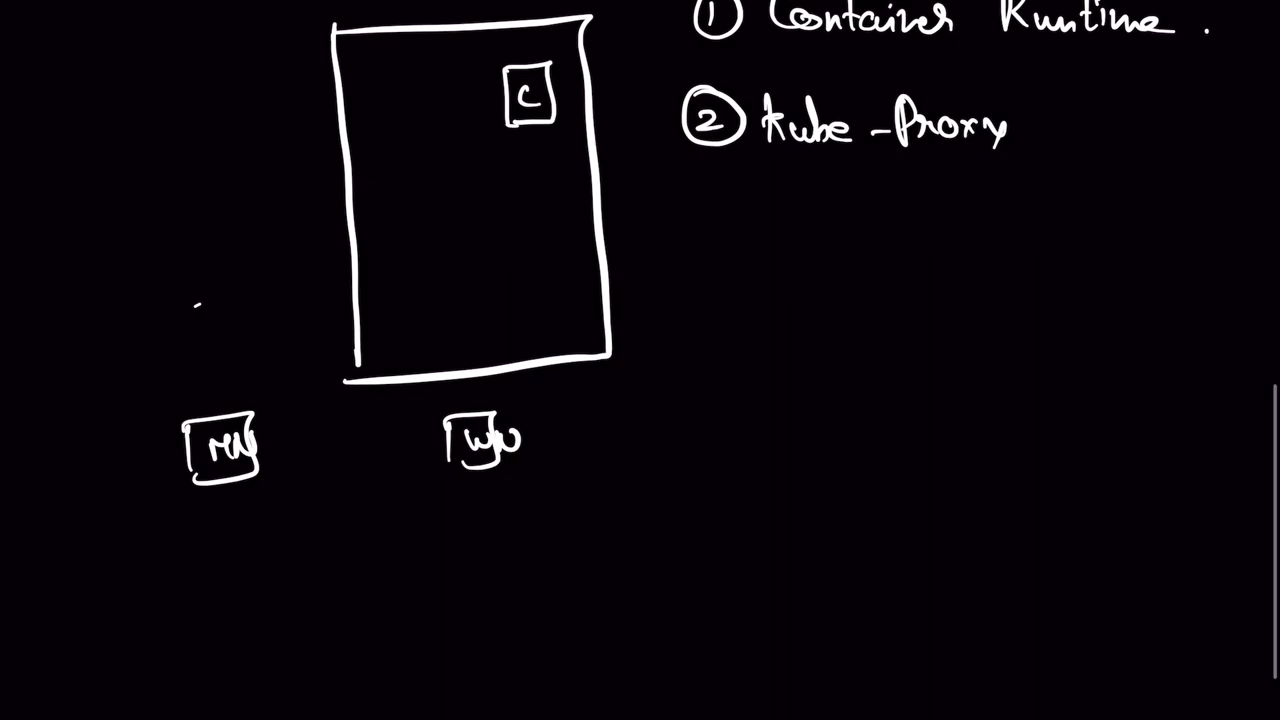 ① Container Runtime.
C
② Kube-Proxy
MN
WN